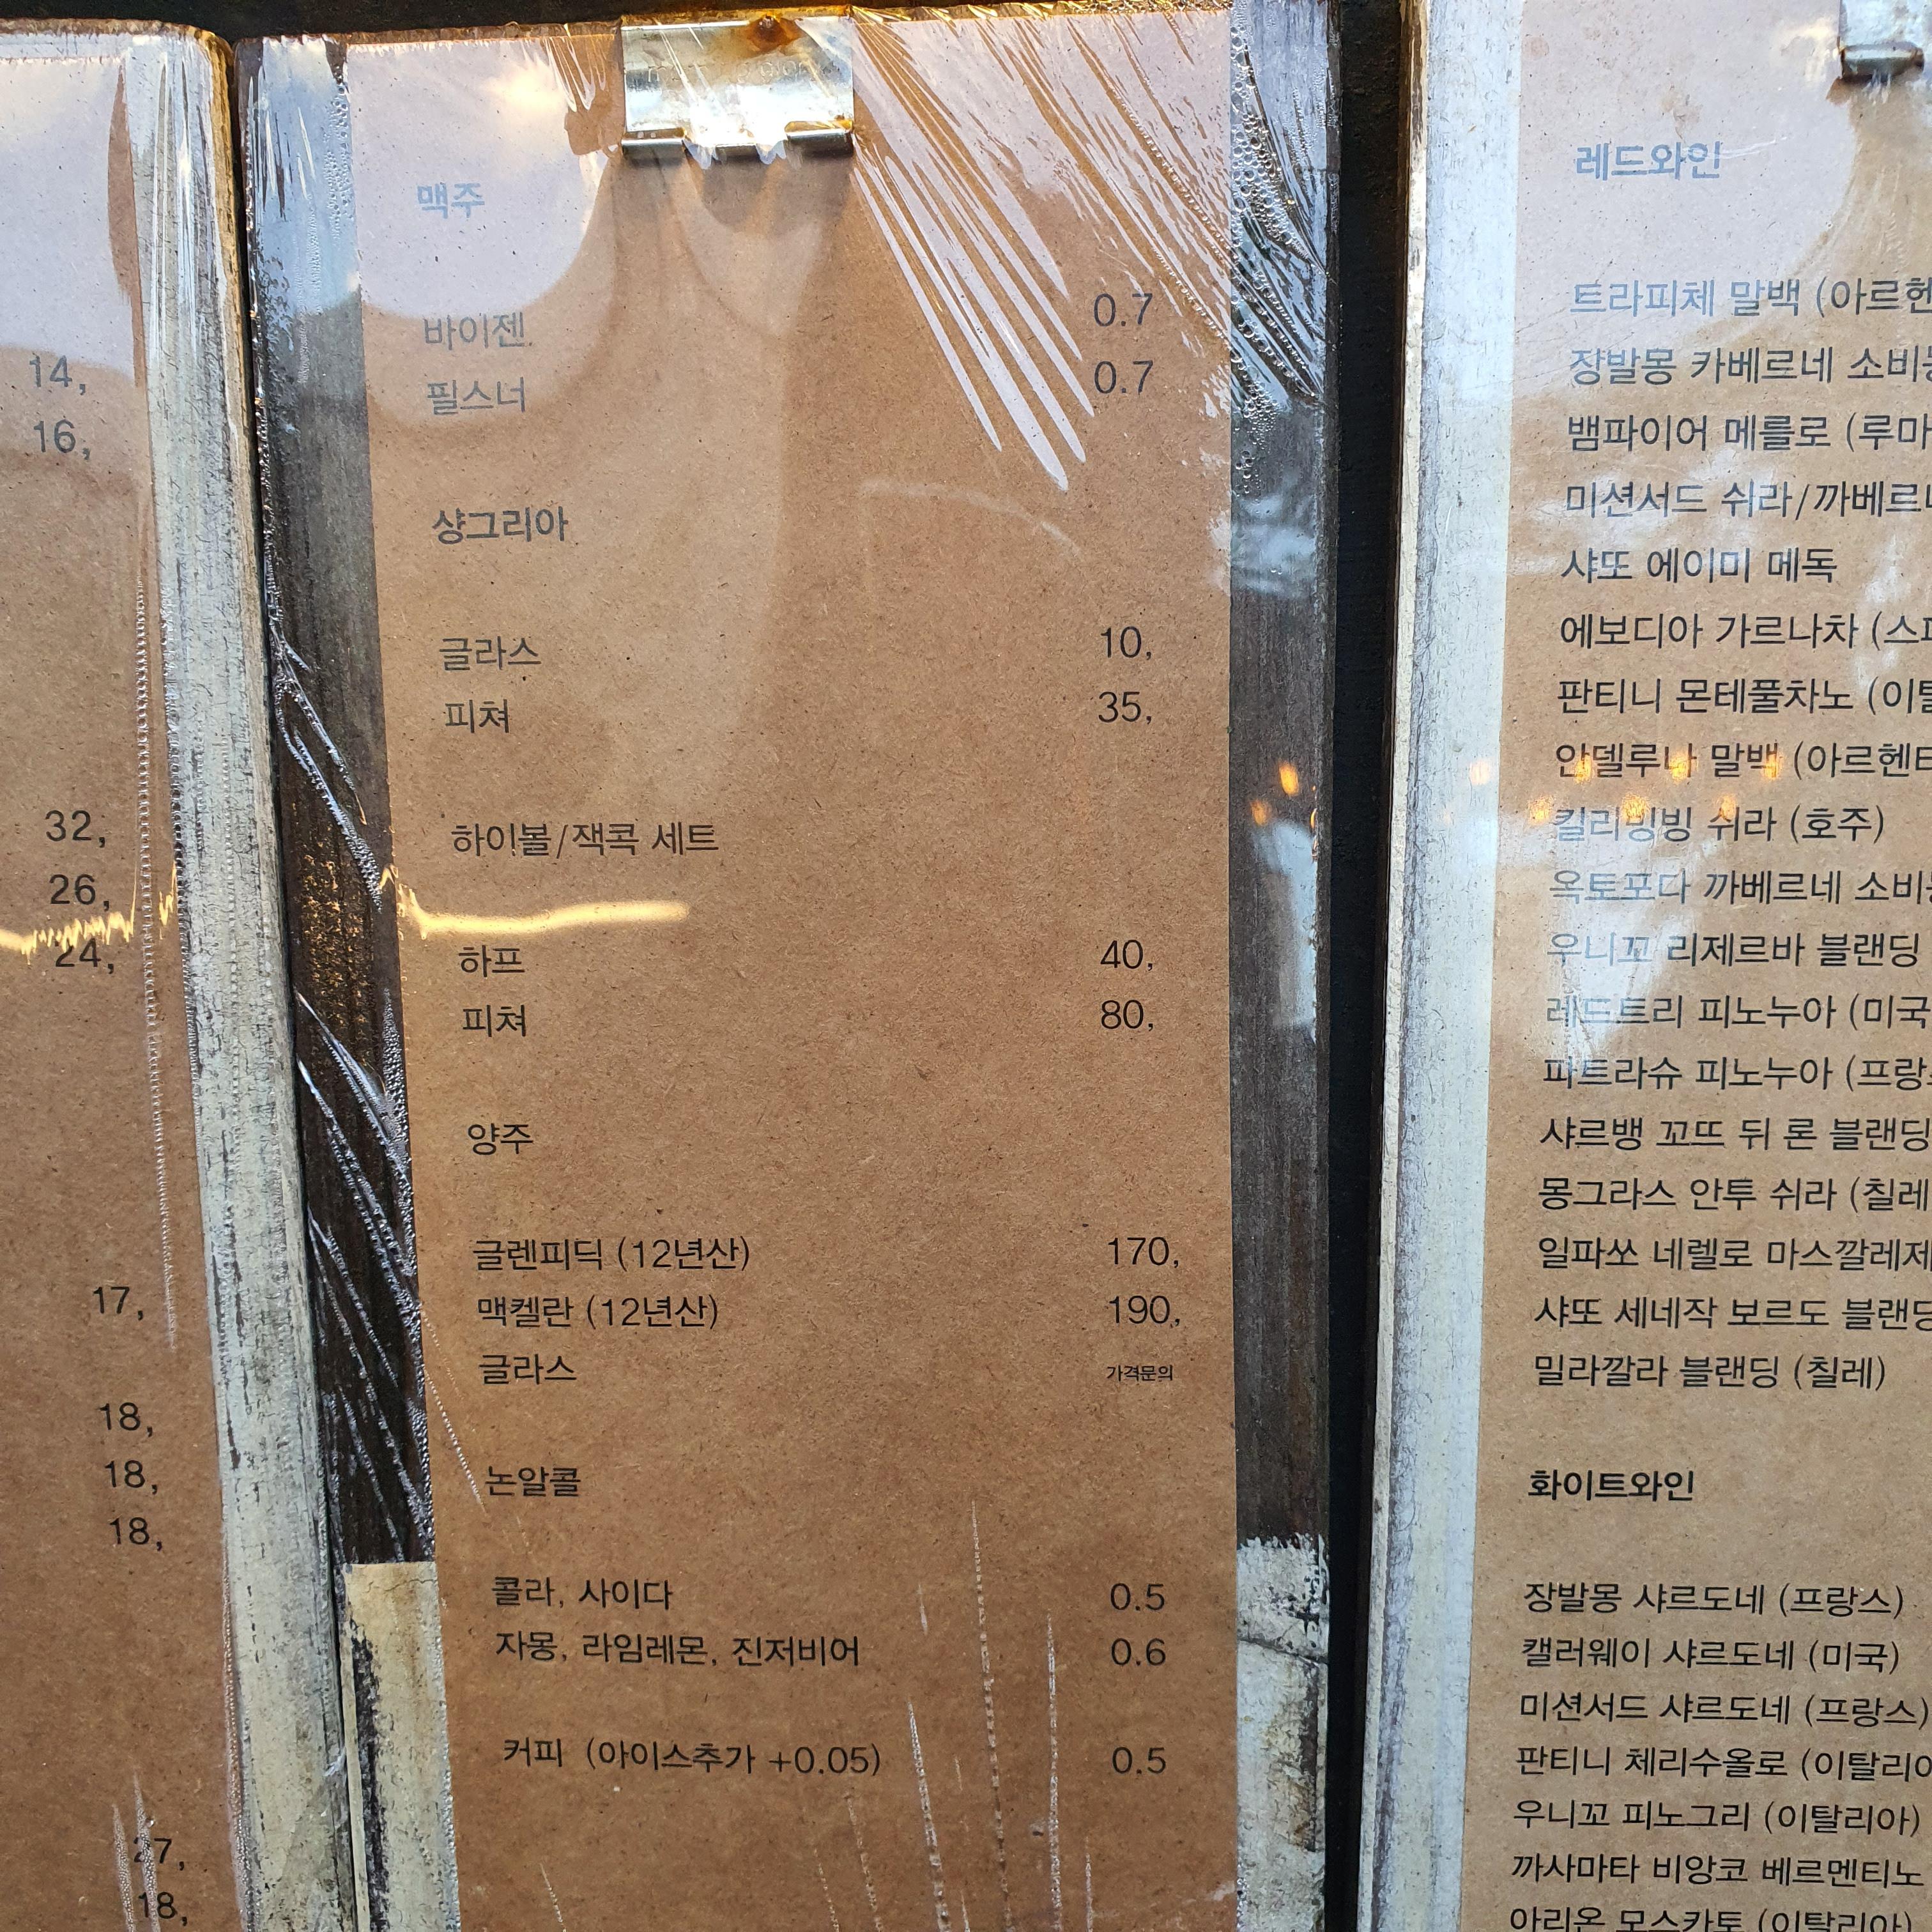 14,
16,
32,
26,
24,
17,
18,
18,
18,
27,
18,
맥주
바이젠 0.7
필스너 0.7
샹그리아
글라스 10,
피쳐 35,
하이볼/잭콕 세트
하프 40,
피쳐 80,
양주
글렌피딕 (12년산) 170,
맥켈란 (12년산) 190,
글라스 가격문의
논알콜
콜라, 사이다 0.5
자몽, 라임레몬, 진저비어 0.6
커피 (아이스추가 +0.05) 0.5
레드와인
트라피체 말백 (아르헨
장발몽 카베르네 소비
뱀파이어 메를로 (루마
미션서드 쉬라/까베르
샤또 에이미 메독
에보디아 가르나차 (스
판티니 몬테풀차노 (이
안델루나 말백 (아르헨
킬리빙빙 쉬라 (호주)
옥토포다 까베르네 소비
우니꼬 리제르바 블랜딩
레드트리 피노누아 (미국
파트라슈 피노누아 (프랑
샤르뱅 꼬뜨 뒤 론 블랜딩
몽그라스 안투 쉬라 (칠레
일파쏘 네렐로 마스깔레제
샤또 세네작 보르도 블랜딩
밀라깔라 블랜딩 (칠레)
화이트와인
장발몽 샤르도네 (프랑스)
캘러웨이 샤르도네 (미국)
미션서드 샤르도네 (프랑스)
판티니 체리수올로 (이탈리아
우니꼬 피노그리 (이탈리아)
까사마타 비앙코 베르멘티노
아리온 모스카토 (이탈리아)